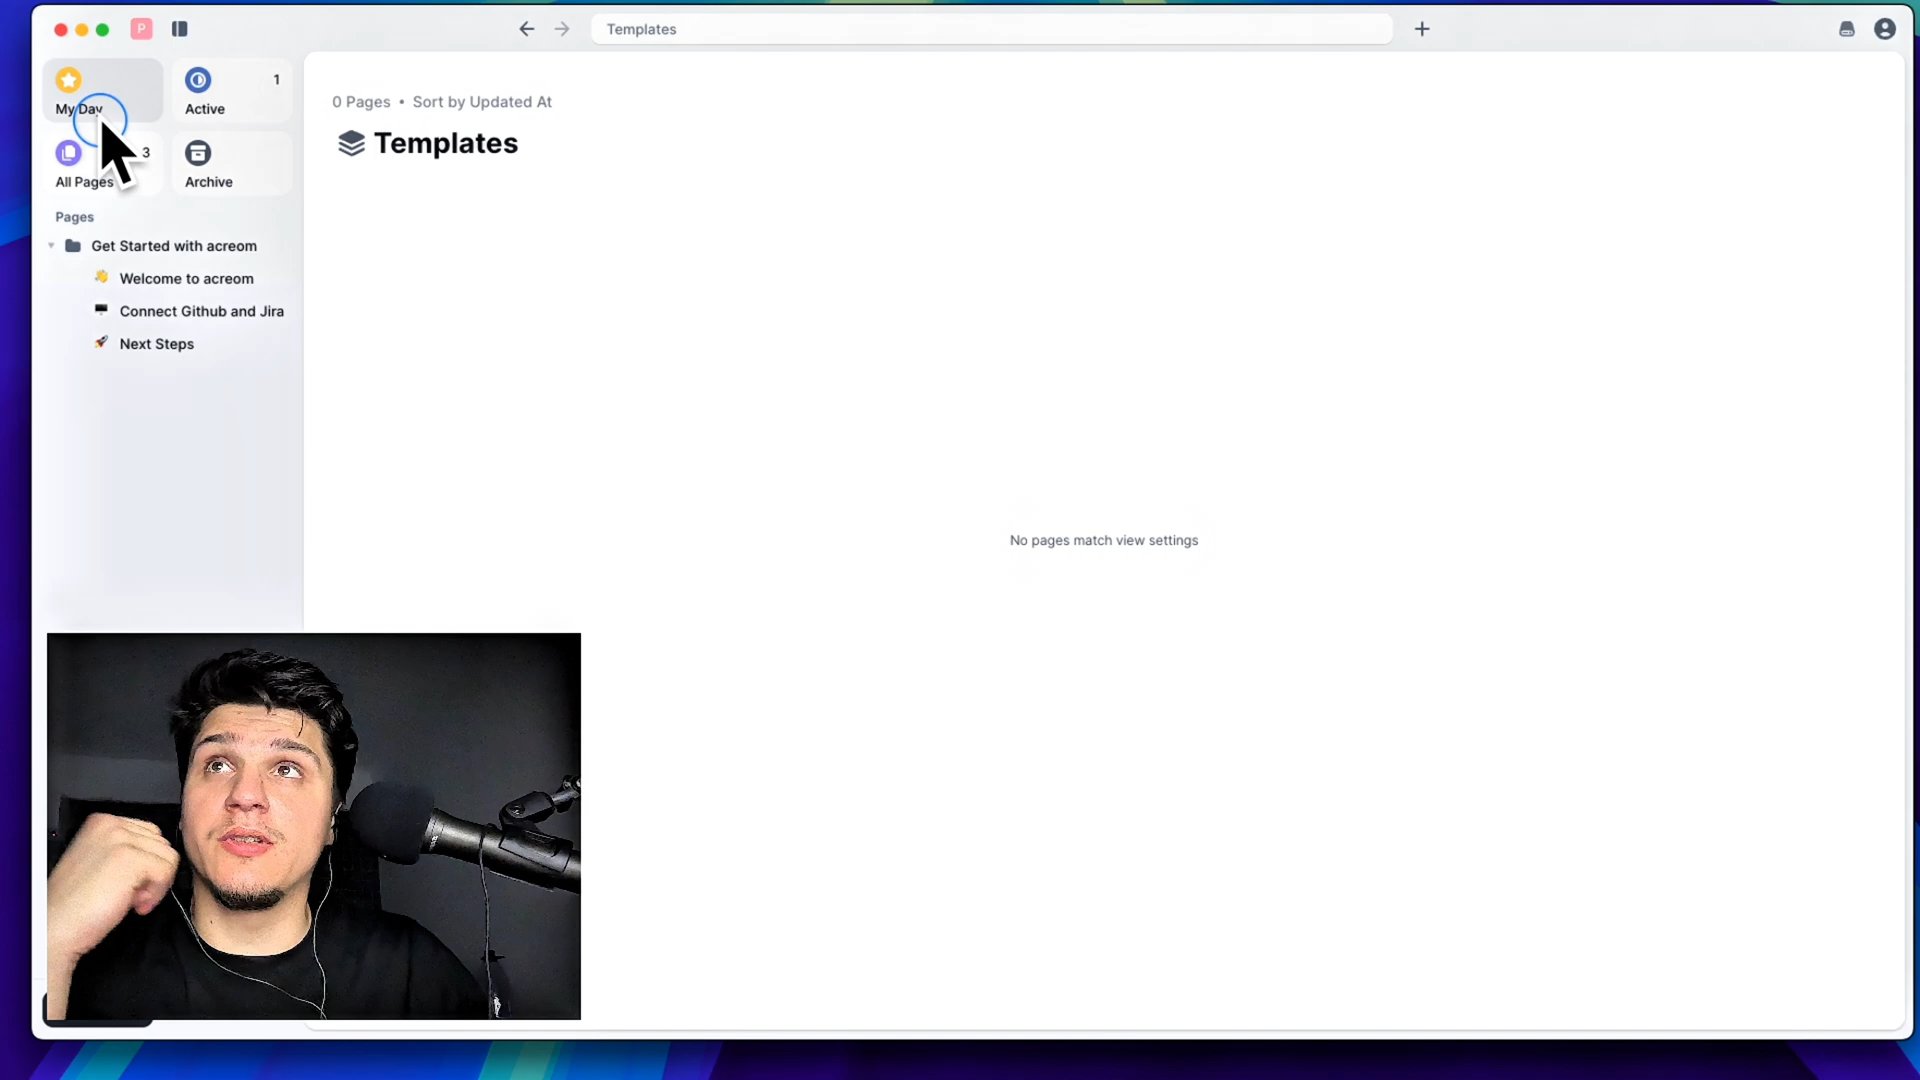 P
Templates
My Day
Active
1
All Pages
3
Archive
Pages
Get Started with acreom
Welcome to acreom
Connect Github and Jira
Next Steps
0 Pages • Sort by Updated At
Templates
No pages match view settings